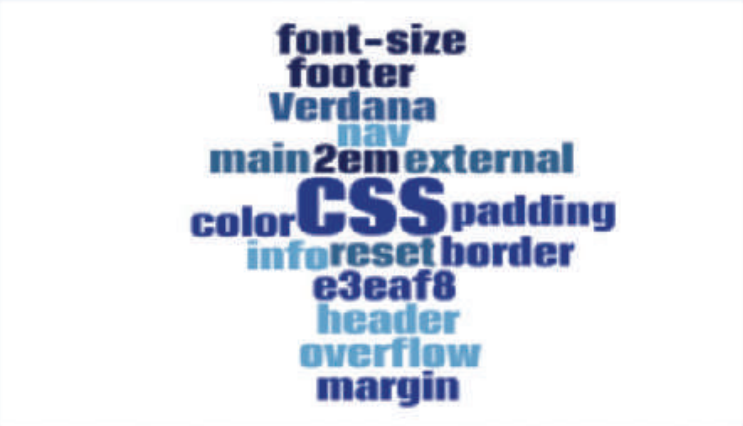 font-size
footer
Verdana
nav
main 2em external
color CSS padding
info reset border
e3eaf8
header
overflow
margin